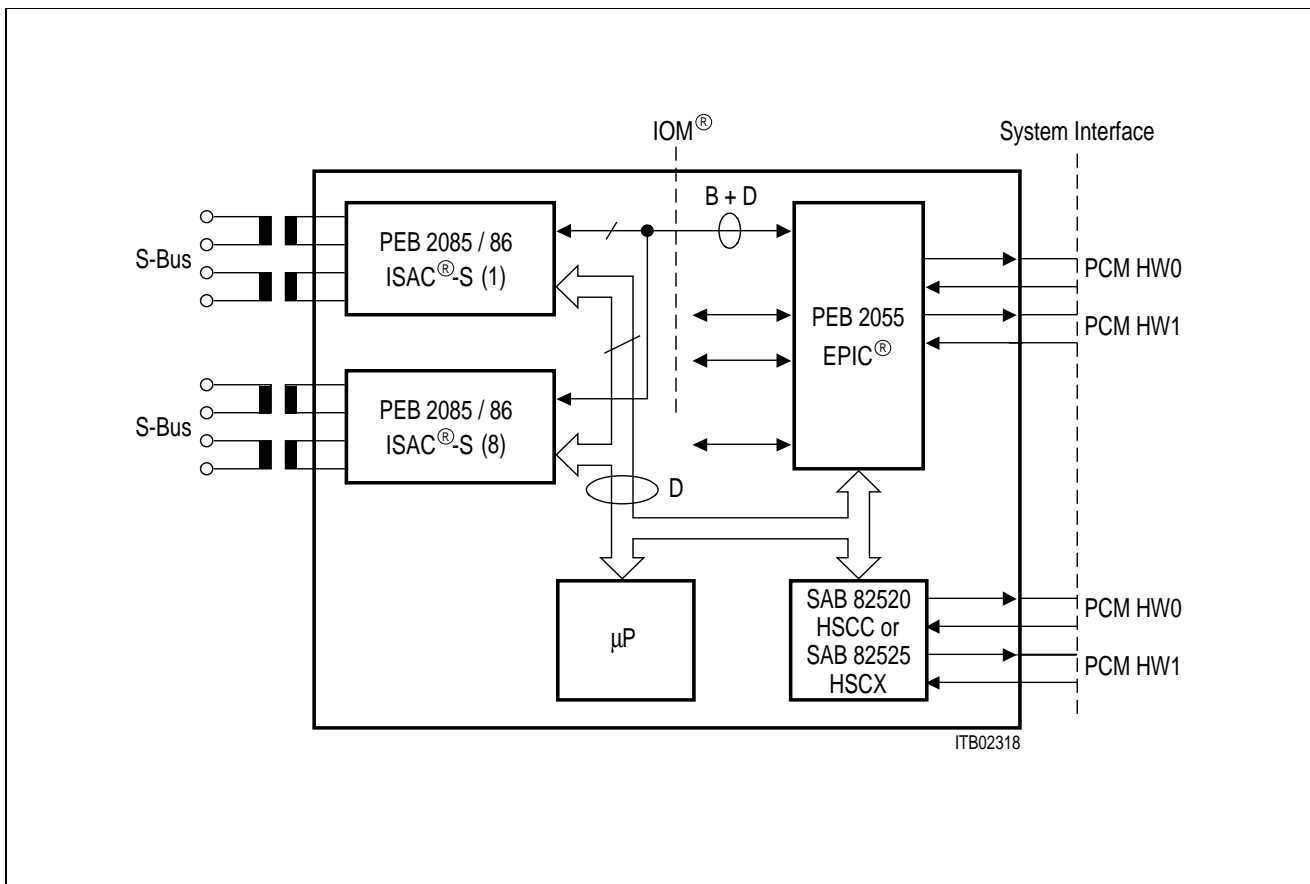 IOM®
System Interface
B + D
PEB 2085 / 86
ISAC®-S (1)
S-Bus
PCM HW0
PCM HW1
PEB 2055
EPIC®
PEB 2085 / 86
ISAC®-S (8)
S-Bus
D
μP
SAB 82520
HSCC or
SAB 82525
HSCX
PCM HW0
PCM HW1
ITB02318